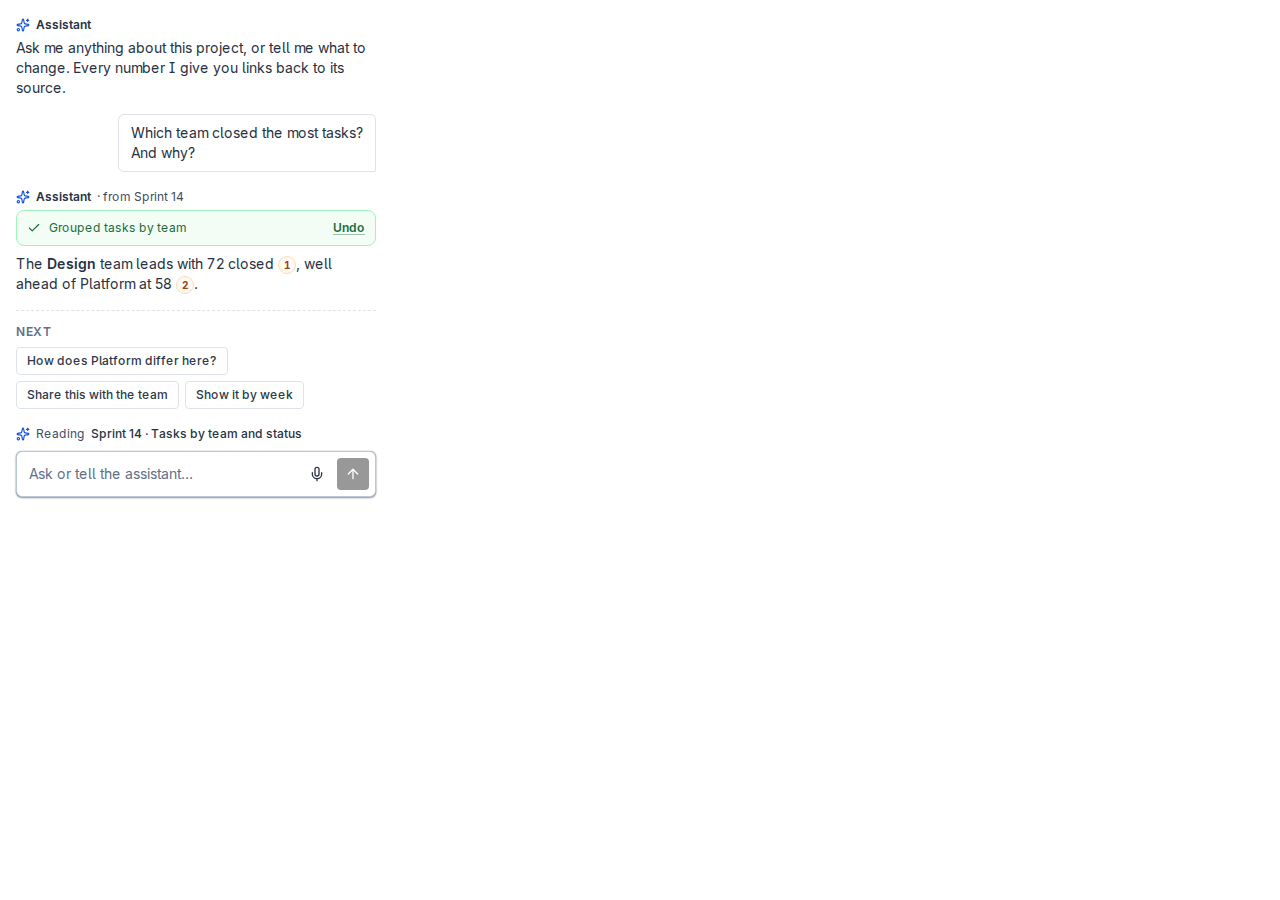 Assistant
Ask me anything about this project, or tell me what to
change. Every number I give you links back to its
source.
Which team closed the most tasks?
And why?
Assistant · from Sprint 14
Grouped tasks by team Undo
The Design team leads with 72 closed 1, well
ahead of Platform at 58 2.
NEXT
How does Platform differ here?
Share this with the team Show it by week
Reading Sprint 14 · Tasks by team and status
Ask or tell the assistant...